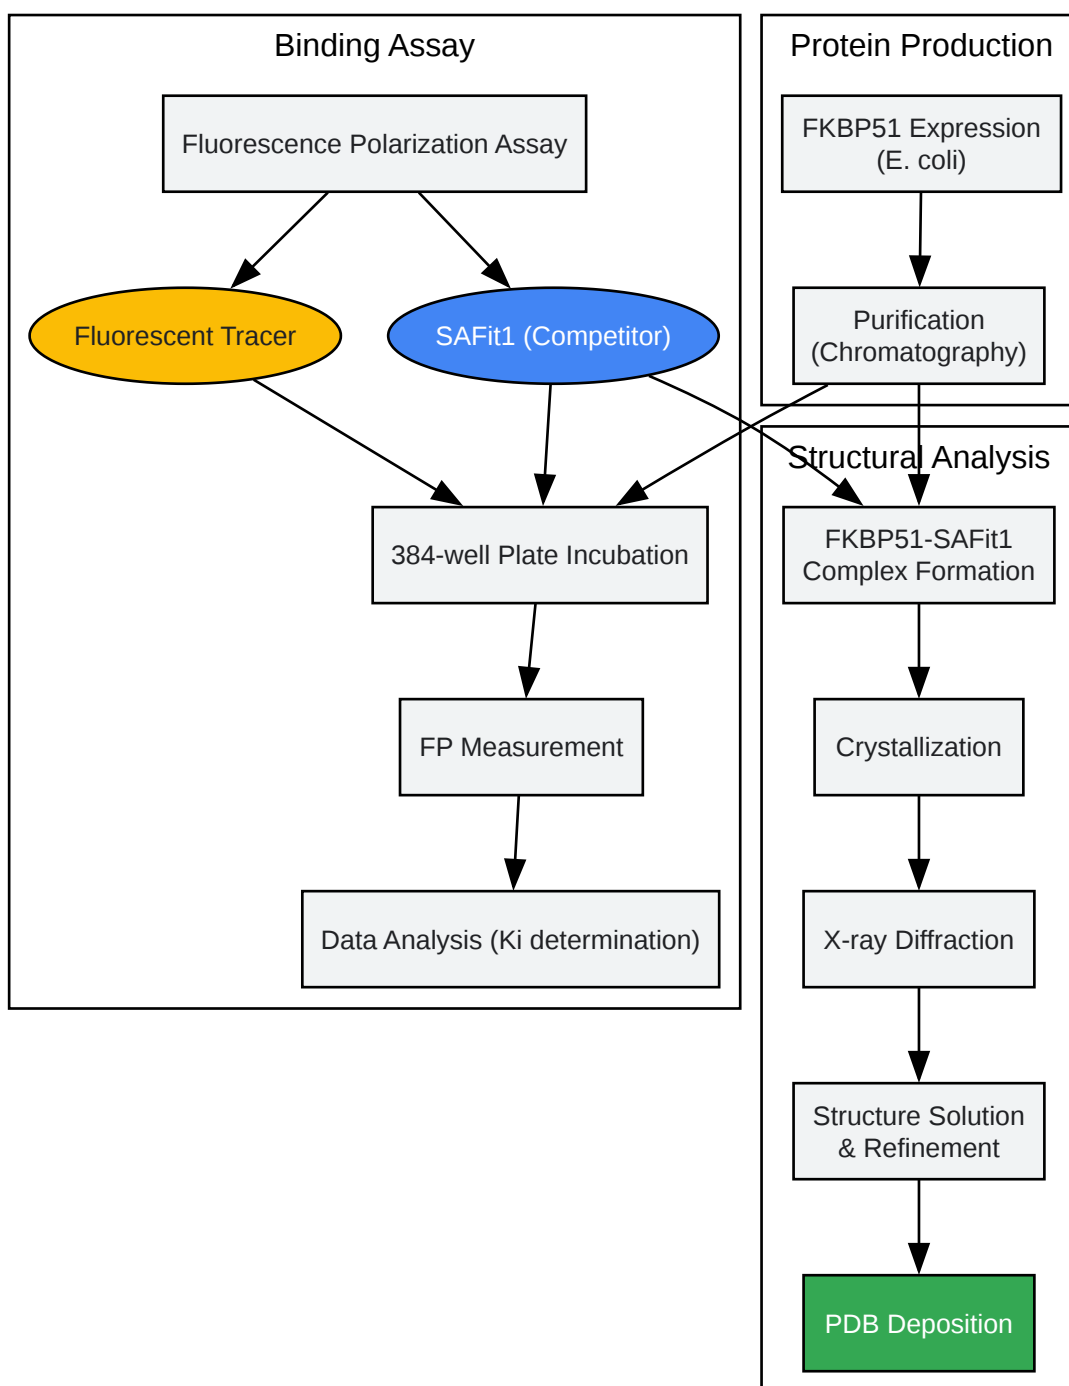 Binding Assay
Fluorescence Polarization Assay
Fluorescent Tracer
SAFit1 (Competitor)
384-well Plate Incubation
FP Measurement
Data Analysis (Ki determination)
Protein Production
FKBP51 Expression
(E. coli)
Purification
(Chromatography)
Structural Analysis
FKBP51-SAFit1
Complex Formation
Crystallization
X-ray Diffraction
Structure Solution
& Refinement
PDB Deposition